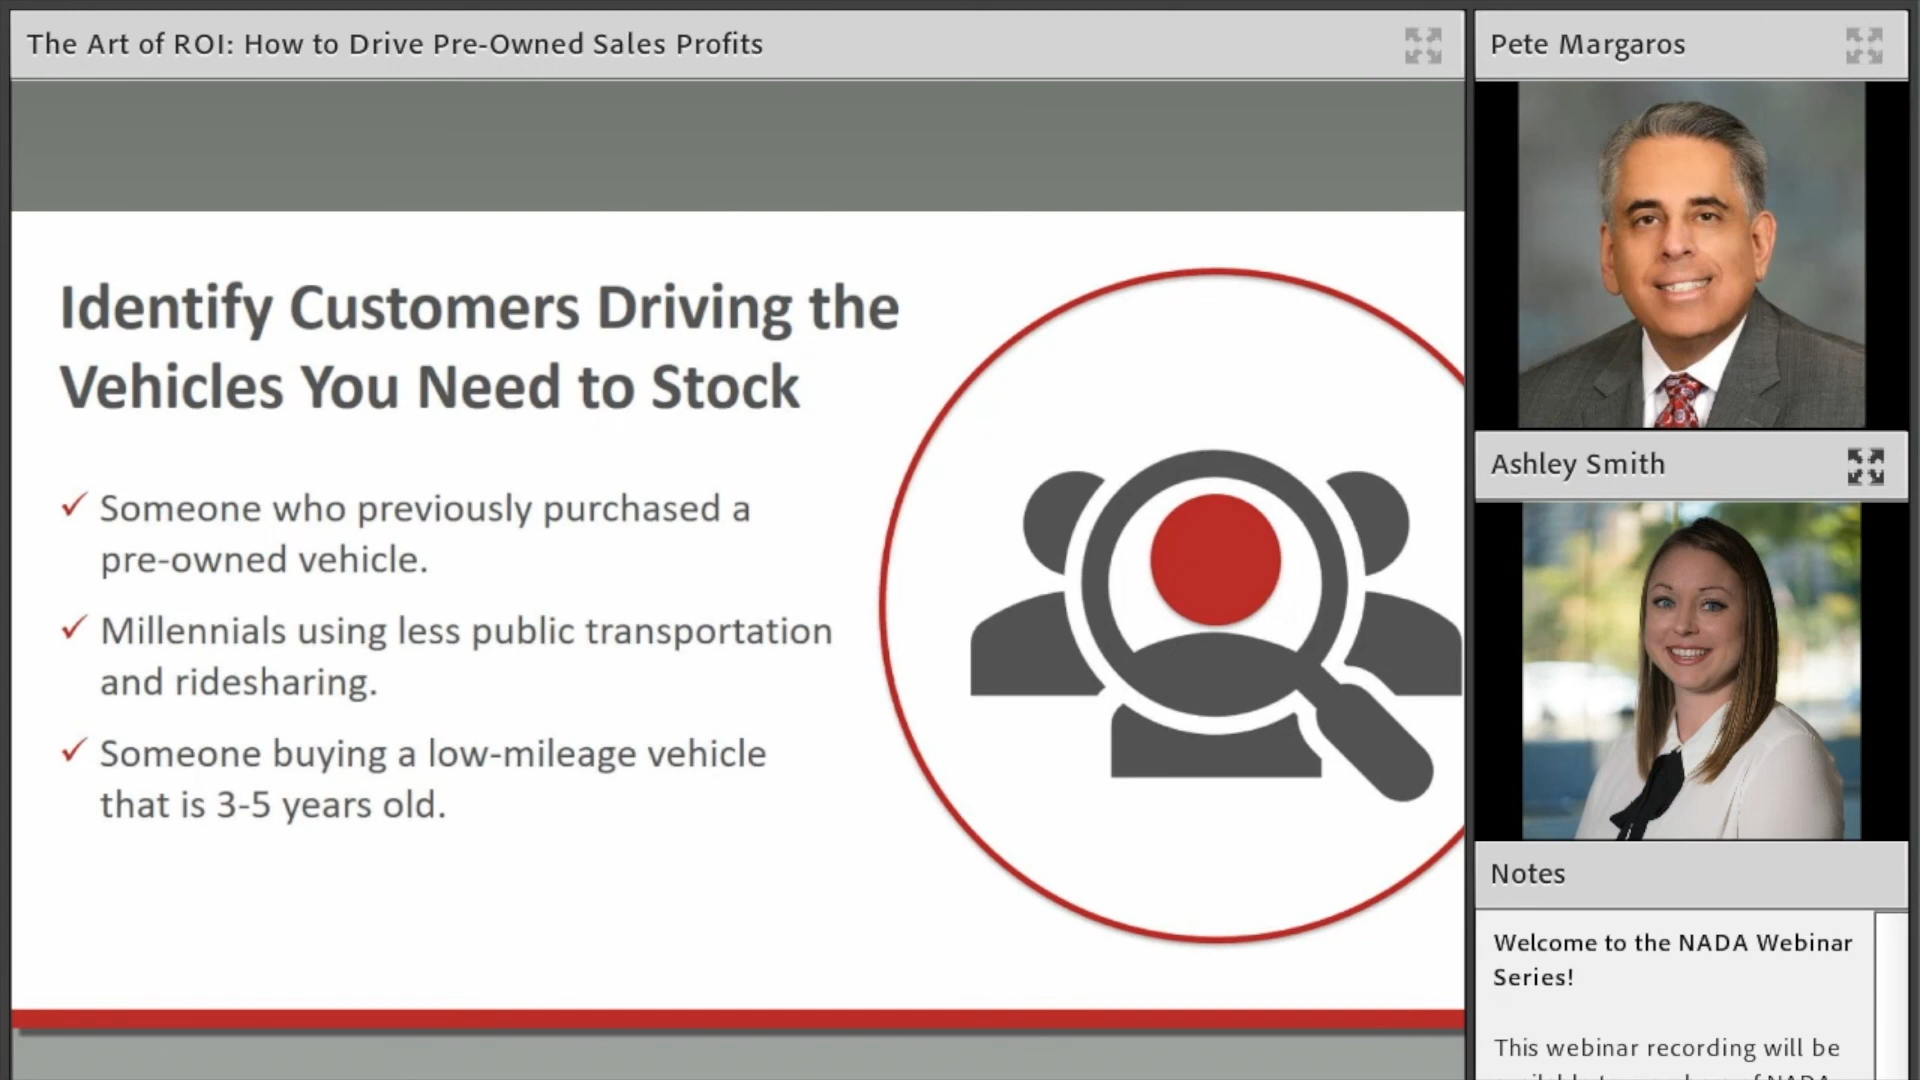 The Art of ROI: How to Drive Pre-Owned Sales Profits
Identify Customers Driving the
Vehicles You Need to Stock
✓ Someone who previously purchased a
pre-owned vehicle.
✓ Millennials using less public transportation
and ridesharing.
✓ Someone buying a low-mileage vehicle
that is 3-5 years old.
Pete Margaros
Ashley Smith
Notes
Welcome to the NADA Webinar
Series!
This webinar recording will be